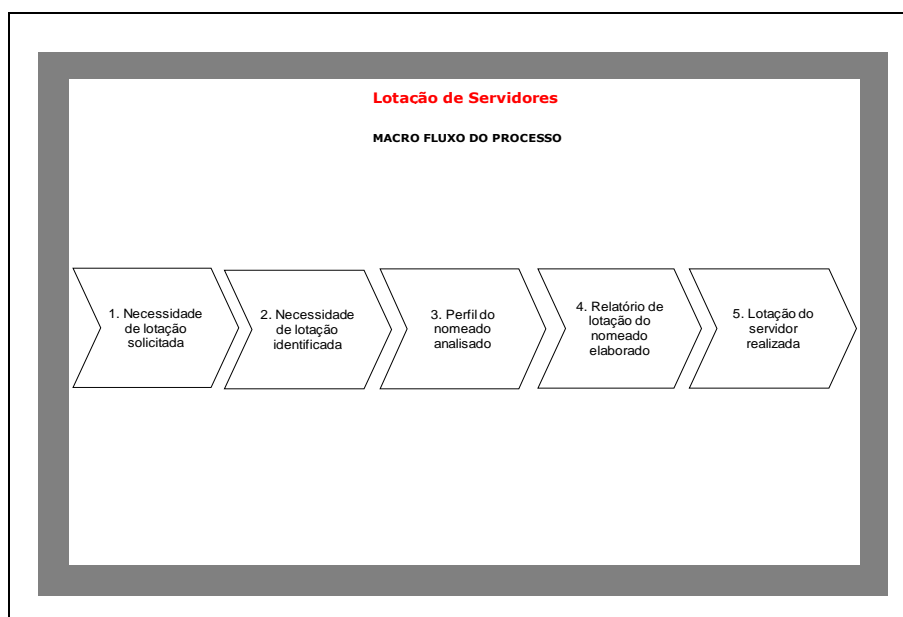 Lotação de Servidores
MACRO FLUXO DO PROCESSO
1. Necessidade
de lotação
solicitada
2. Necessidade
de lotação
identificada
3. Perfil do
nomeado
analisado
4. Relatório de
lotação do
nomeado
elaborado
5. Lotação do
servidor
realizada